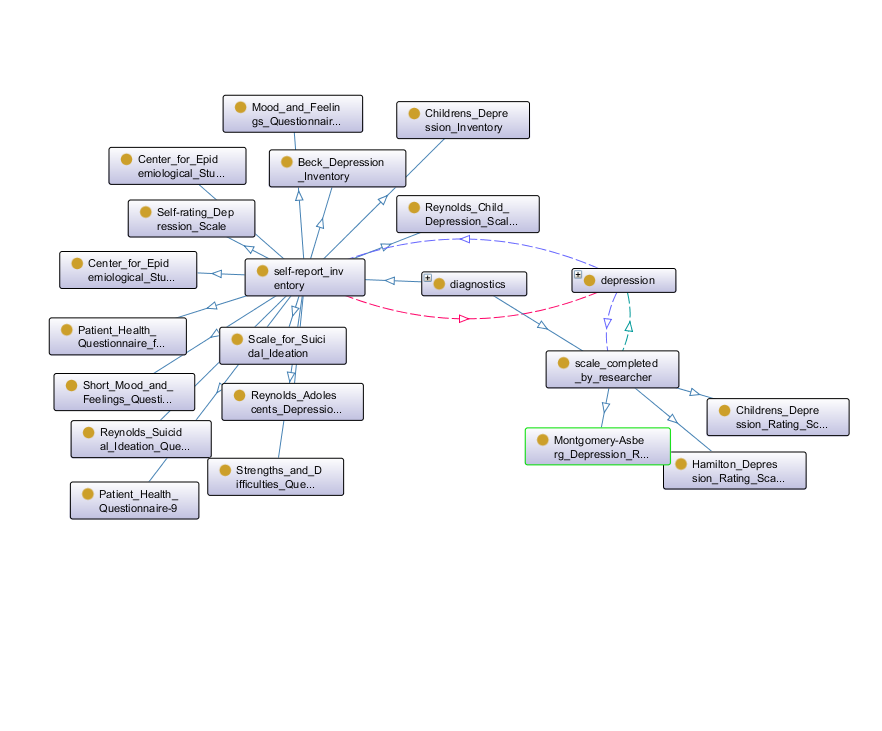 Mood_and_Feelin
gs_Questionnair...
Childrens_Depre
ssion_Inventory
Center_for_Epid
emiological_Stu...
Beck_Depression
_Inventory
Self-rating_Dep
ression_Scale
Reynolds_Child_
Depression_Scal...
Center_for_Epid
emiological_Stu...
self-report_inv
entory
diagnostics
depression
Patient_Health_
Questionnaire_f...
Scale_for_Suici
dal_Ideation
scale_completed
_by_researcher
Short_Mood_and_
Feelings_Questi...
Reynolds_Adoles
cents_Depressio...
Childrens_Depre
ssion_Rating_Sc...
Reynolds_Suicid
al_Ideation_Que...
Montgomery-Asbe
rg_Depression_R...
Strengths_and_D
ifficulties_Que...
Hamilton_Depres
sion_Rating_Sca...
Patient_Health_
Questionnaire-9